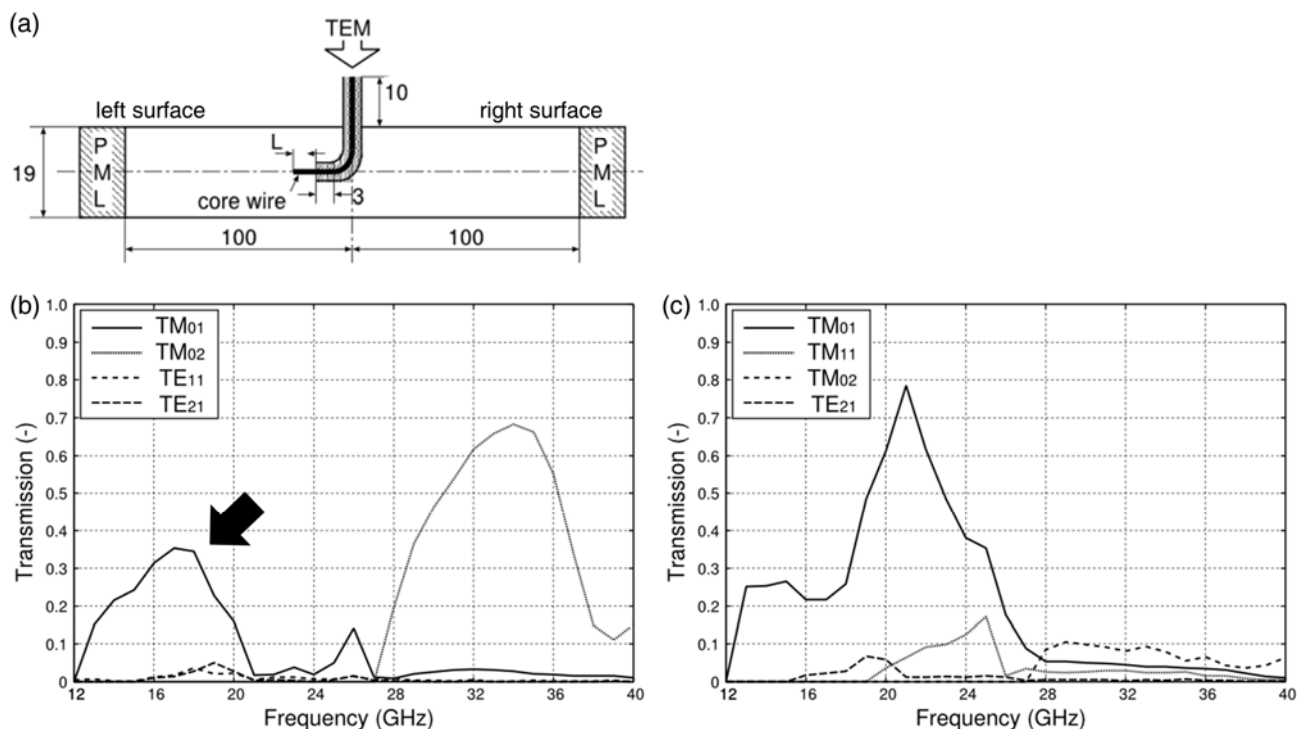 (a)
TEM
10
left surface
right surface
L
P
M
L
19
P
M
L
core wire
3
100
100
(b)
1.0
0.9
0.8
0.7
0.6
0.5
0.4
0.3
0.2
0.1
0
Transmission (-)
TM01
TM02
TE11
TE21
12
16
20
24
28
32
36
40
Frequency (GHz)
(c)
1.0
0.9
0.8
0.7
0.6
0.5
0.4
0.3
0.2
0.1
0
Transmission (-)
TM01
TM11
TM02
TE21
12
16
20
24
28
32
36
40
Frequency (GHz)